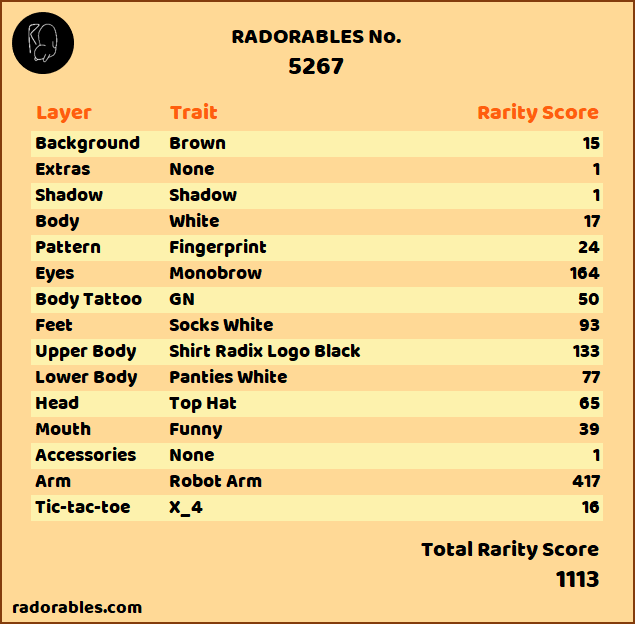 RADORABLES No.
5267
Layer Trait Rarity Score
Background Brown 15
Extras None 1
Shadow Shadow 1
Body White 17
Pattern Fingerprint 24
Eyes Monobrow 164
Body Tattoo GN 50
Feet Socks White 93
Upper Body Shirt Radix Logo Black 133
Lower Body Panties White 77
Head Top Hat 65
Mouth Funny 39
Accessories None 1
Arm Robot Arm 417
Tic-tac-toe X_4 16
Total Rarity Score
1113
radorables.com